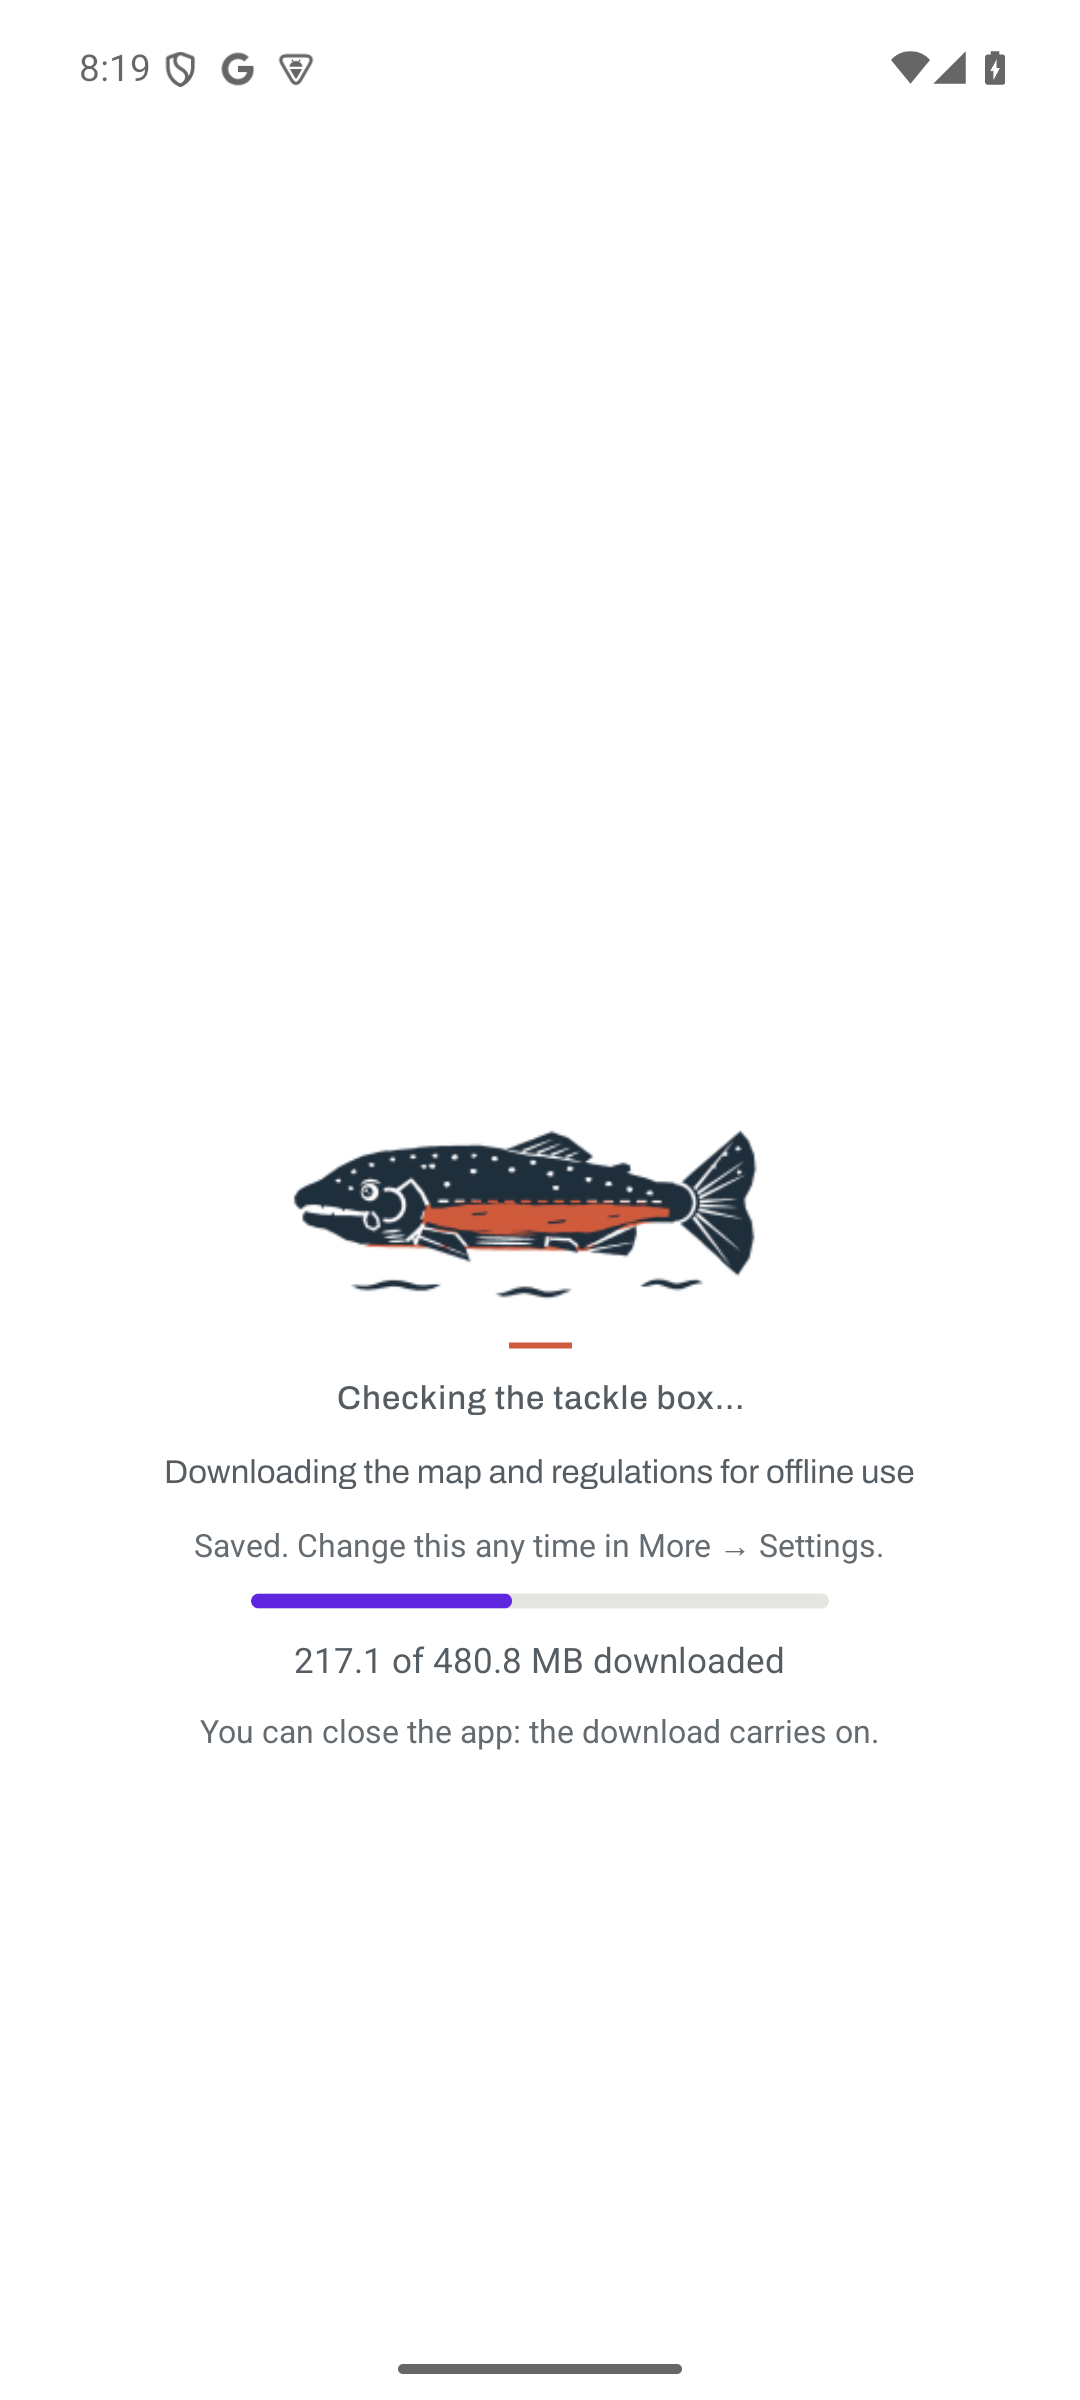 8:19
Checking the tackle box...
Downloading the map and regulations for offline use
Saved. Change this any time in More → Settings.
217.1 of 480.8 MB downloaded
You can close the app: the download carries on.